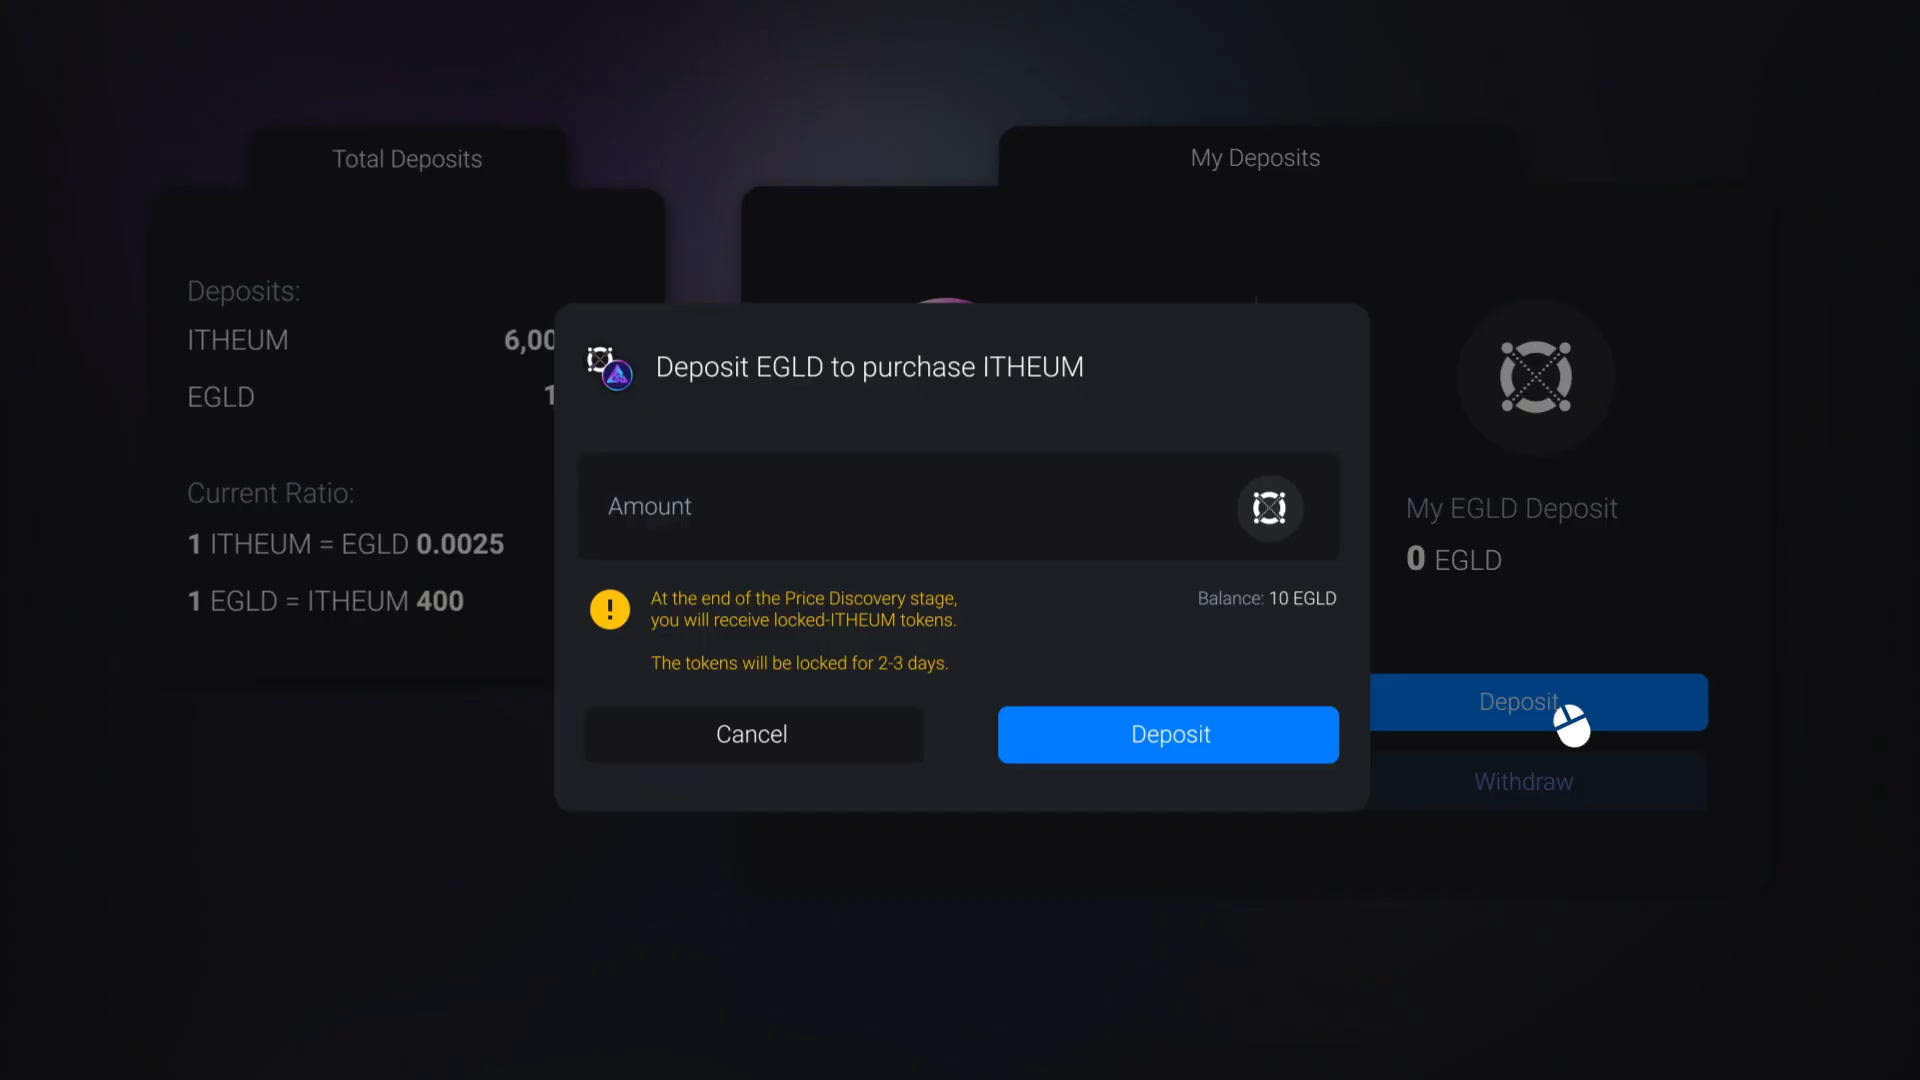 Total Deposits
My Deposits
Deposits:
ITHEUM 6,00
EGLD 1
Current Ratio:
1 ITHEUM = EGLD 0.0025
1 EGLD = ITHEUM 400
Deposit EGLD to purchase ITHEUM
Amount
At the end of the Price Discovery stage,
you will receive locked-ITHEUM tokens.
The tokens will be locked for 2-3 days.
Balance: 10 EGLD
Cancel
Deposit
My EGLD Deposit
0 EGLD
Deposit
Withdraw